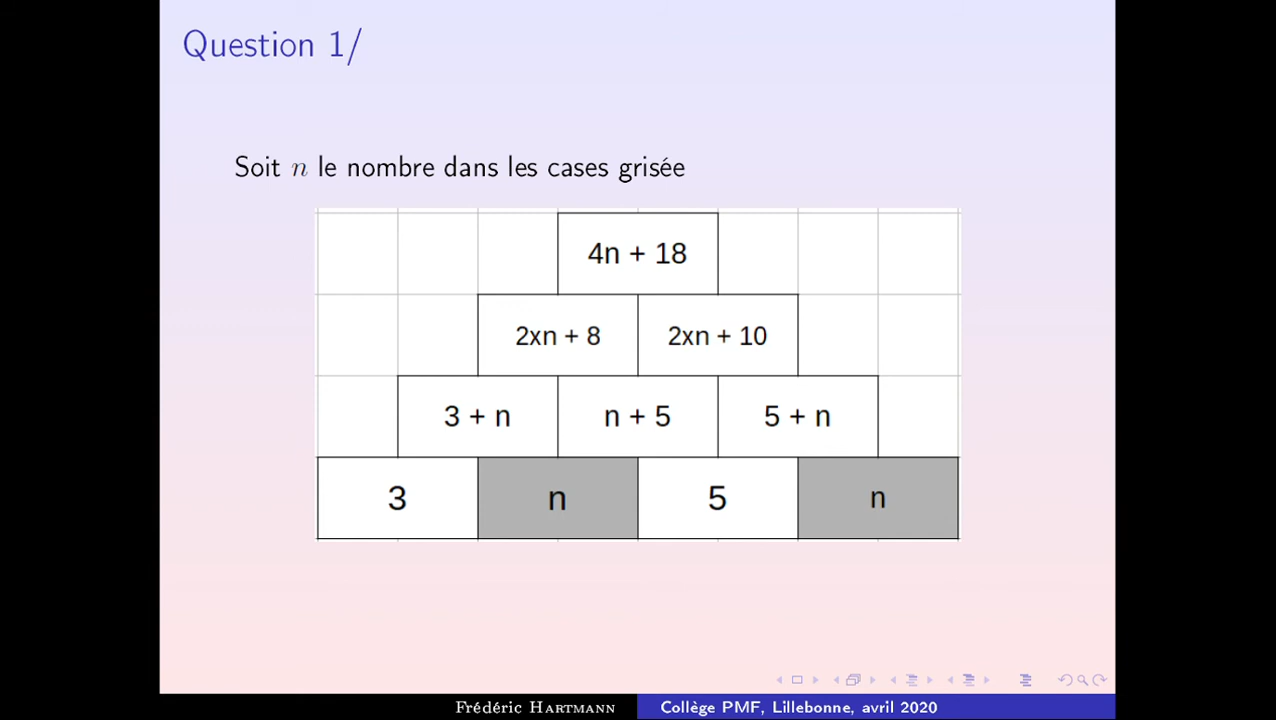 Question 1/
Soit n le nombre dans les cases grisée
4n + 18
2xn + 8 2xn + 10
3 + n n + 5 5 + n
3 n 5 n
Frédéric Hartmann Collège PMF, Lillebonne, avril 2020